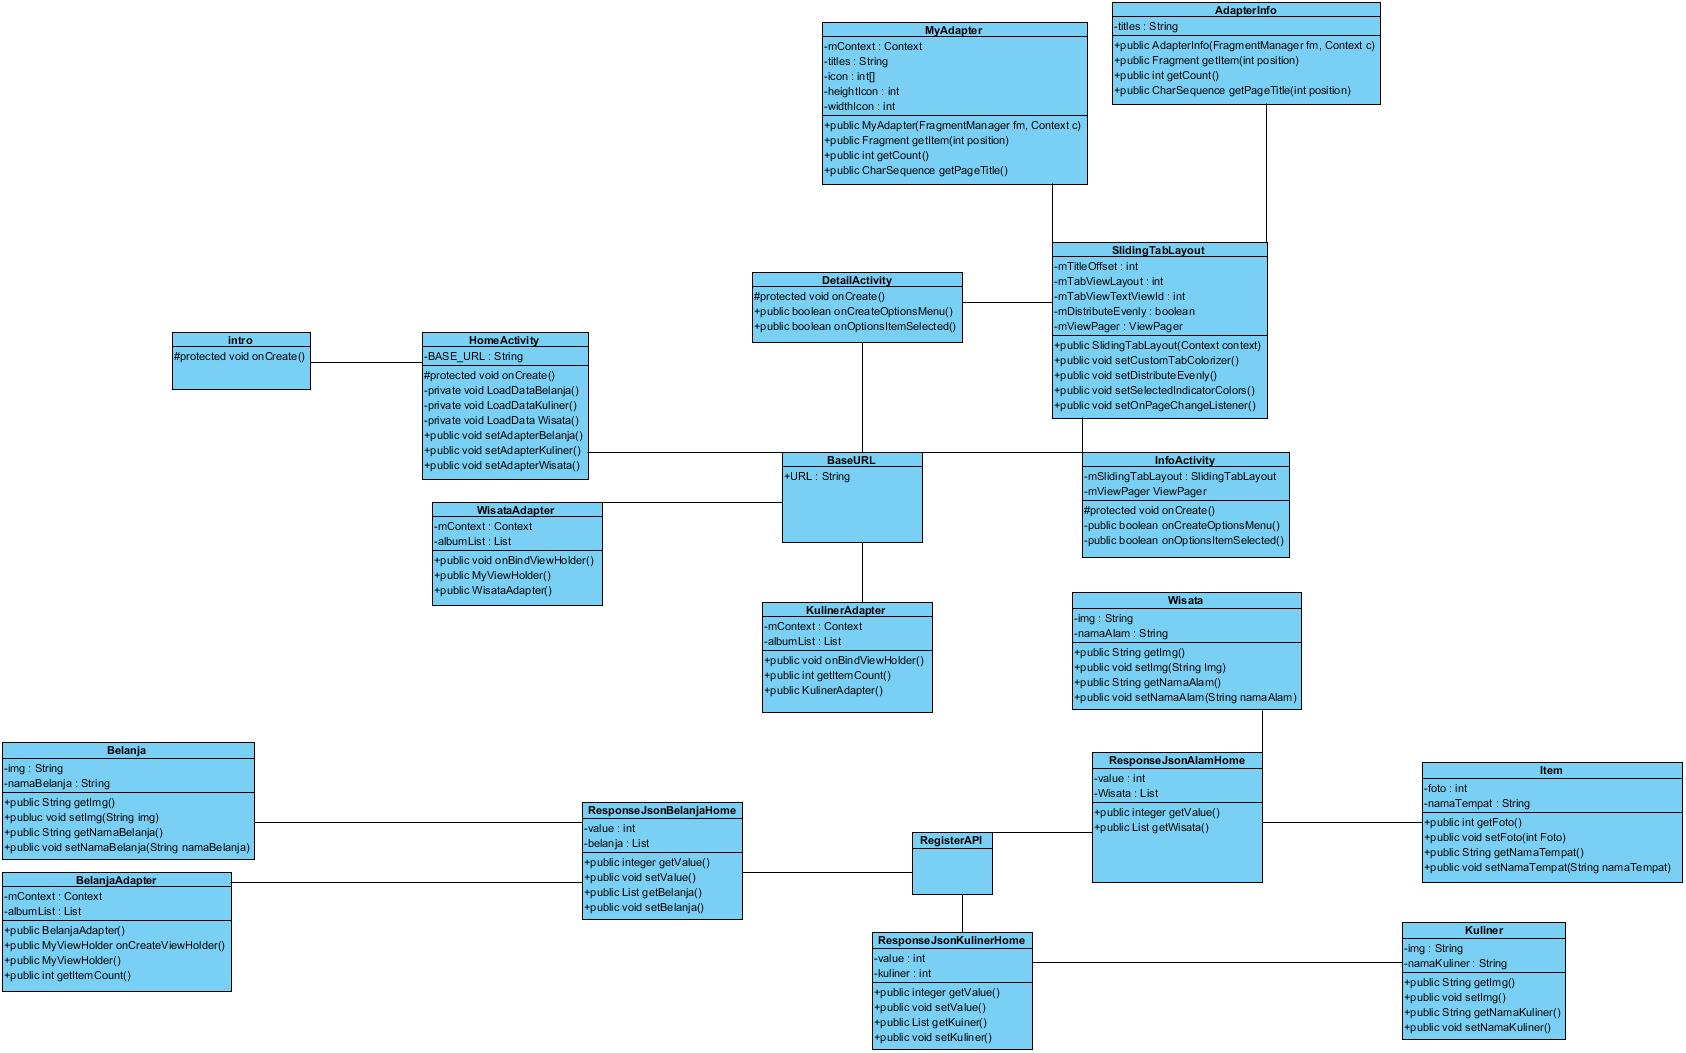 AdapterInfo
-titles : String
+public AdapterInfo(FragmentManager fm, Context c)
+public Fragment getItem(int position)
+public int getCount()
+public CharSequence getPageTitle(int position)
MyAdapter
-mContext : Context
-titles : String
-icon : int[]
-heightIcon : int
-widthIcon : int
+public MyAdapter(FragmentManager fm, Context c)
+public Fragment getItem(int position)
+public int getCount()
+public CharSequence getPageTitle()
SlidingTabLayout
-mTitleOffset : int
-mTabViewLayout : int
-mTabViewTextViewId : int
-mDistributeEvenly : boolean
-mViewPager : ViewPager
+public SlidingTabLayout(Context context)
+public void setCustomTabColorizer()
+public void setDistributeEvenly()
+public void setSelectedIndicatorColors()
+public void setOnPageChangeListener()
DetailActivity
#protected void onCreate()
+public boolean onCreateOptionsMenu()
+public boolean onOptionsItemSelected()
intro
#protected void onCreate()
HomeActivity
-BASE_URL : String
#protected void onCreate()
-private void LoadDataBelanja()
-private void LoadDataKuliner()
-private void LoadData Wisata()
+public void setAdapterBelanja()
+public void setAdapterKuliner()
+public void setAdapterWisata()
BaseURL
+URL : String
InfoActivity
-mSlidingTabLayout : SlidingTabLayout
-mViewPager ViewPager
#protected void onCreate()
-public boolean onCreateOptionsMenu()
-public boolean onOptionsItemSelected()
WisataAdapter
-mContext : Context
-albumList : List
+public void onBindViewHolder()
+public MyViewHolder()
+public WisataAdapter()
KulinerAdapter
-mContext : Context
-albumList : List
+public void onBindViewHolder()
+public int getItemCount()
+public KulinerAdapter()
Wisata
-img : String
-namaAlam : String
+public String getImg()
+public void setImg(String Img)
+public String getNamaAlam()
+public void setNamaAlam(String namaAlam)
Belanja
-img : String
-namaBelanja : String
+public String getImg()
+publuc void setImg(String img)
+public String getNamaBelanja()
+public void setNamaBelanja(String namaBelanja)
ResponseJsonAlamHome
-value : int
-Wisata : List
+public integer getValue()
+public List getWisata()
Item
-foto : int
-namaTempat : String
+public int getFoto()
+public void setFoto(int Foto)
+public String getNamaTempat()
+public void setNamaTempat(String namaTempat)
ResponseJsonBelanjaHome
-value : int
-belanja : List
+public integer getValue()
+public void setValue()
+public List getBelanja()
+public void setBelanja()
RegisterAPI
BelanjaAdapter
-mContext : Context
-albumList : List
+public BelanjaAdapter()
+public MyViewHolder onCreateViewHolder()
+public MyViewHolder()
+public int getItemCount()
ResponseJsonKulinerHome
-value : int
-kuliner : int
+public integer getValue()
+public void setValue()
+public List getKuiner()
+public void setKuliner()
Kuliner
-img : String
-namaKuliner : String
+public String getImg()
+public void setImg()
+public String getNamaKuliner()
+public void setNamaKuliner()